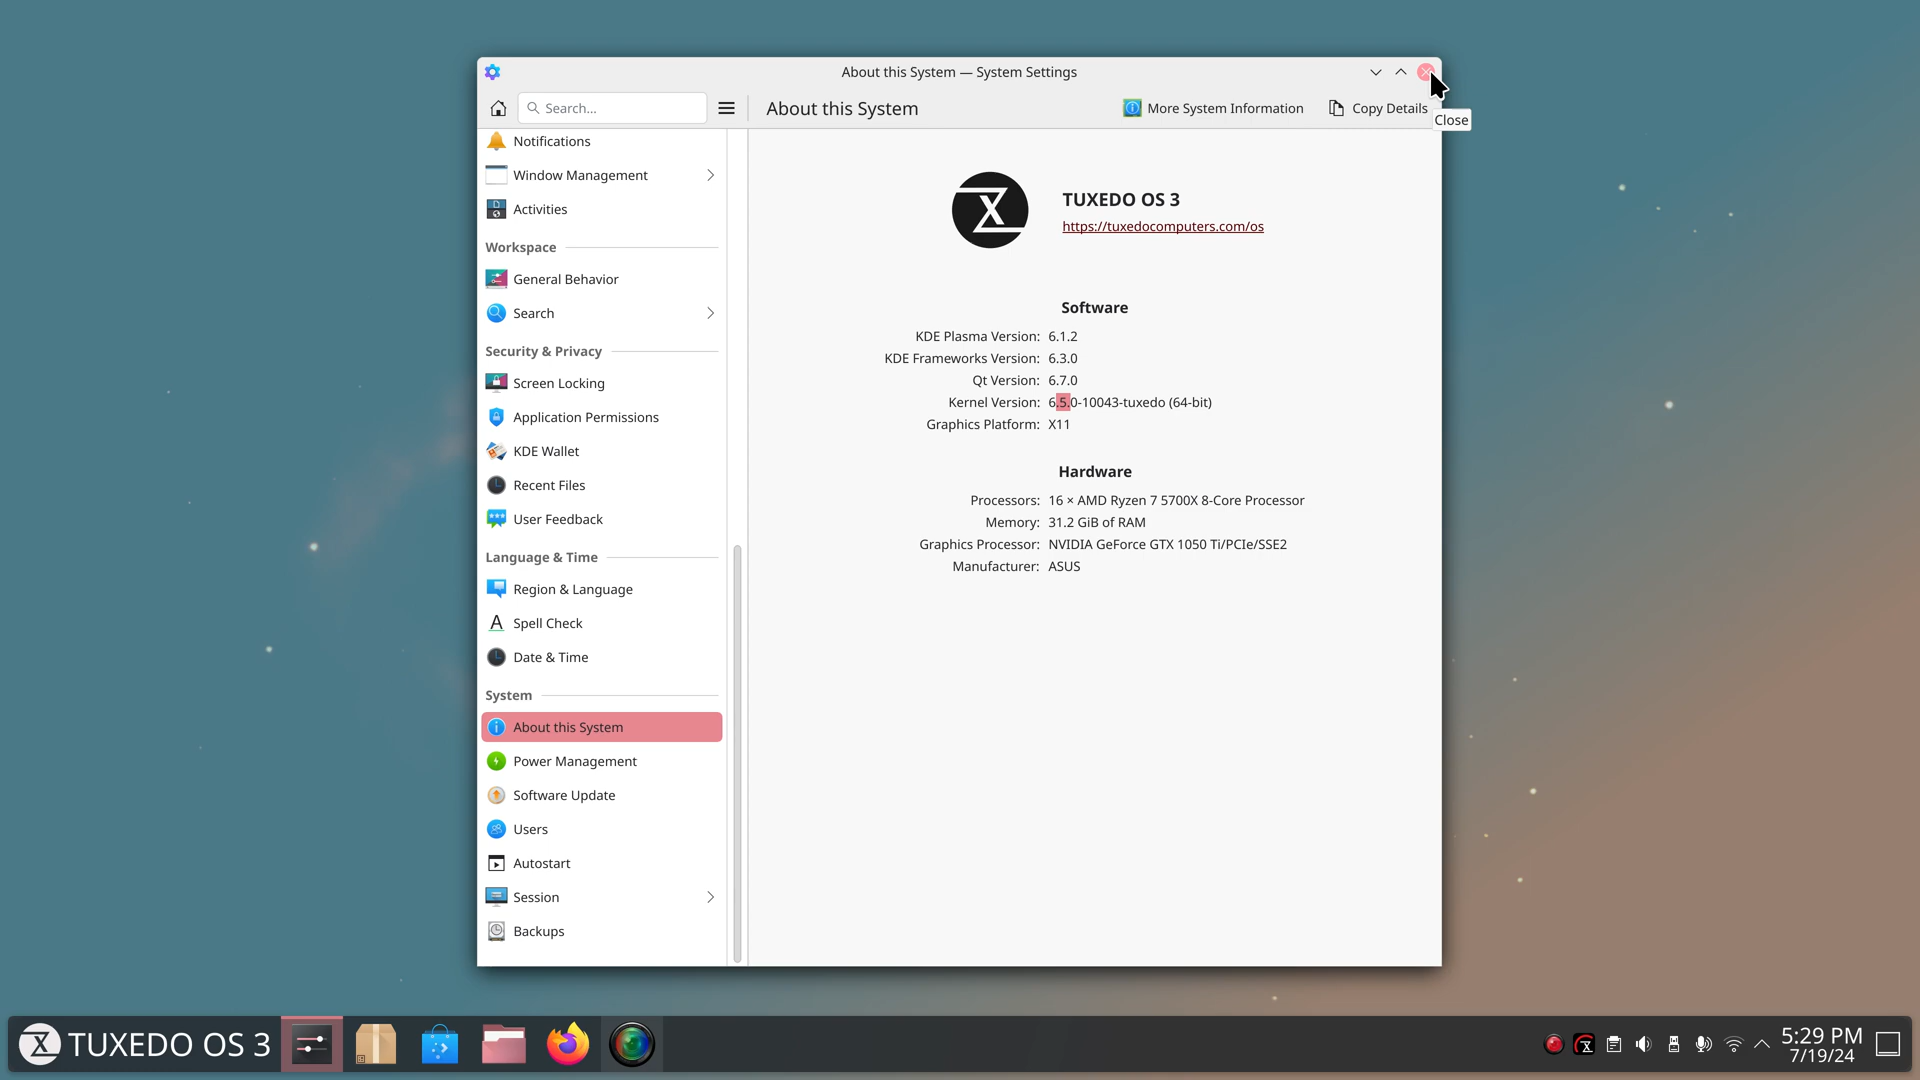 About this System — System Settings
Search...
About this System
More System Information
Copy Details
Close
Notifications
Window Management
Activities
Workspace
General Behavior
Search
Security & Privacy
Screen Locking
Application Permissions
KDE Wallet
Recent Files
User Feedback
Language & Time
Region & Language
Spell Check
Date & Time
System
About this System
Power Management
Software Update
Users
Autostart
Session
Backups
TUXEDO OS 3
https://tuxedocomputers.com/os
Software
KDE Plasma Version: 6.1.2
KDE Frameworks Version: 6.3.0
Qt Version: 6.7.0
Kernel Version: 6.5.0-10043-tuxedo (64-bit)
Graphics Platform: X11
Hardware
Processors: 16 × AMD Ryzen 7 5700X 8-Core Processor
Memory: 31.2 GiB of RAM
Graphics Processor: NVIDIA GeForce GTX 1050 Ti/PCIe/SSE2
Manufacturer: ASUS
TUXEDO OS 3
5:29 PM
7/19/24